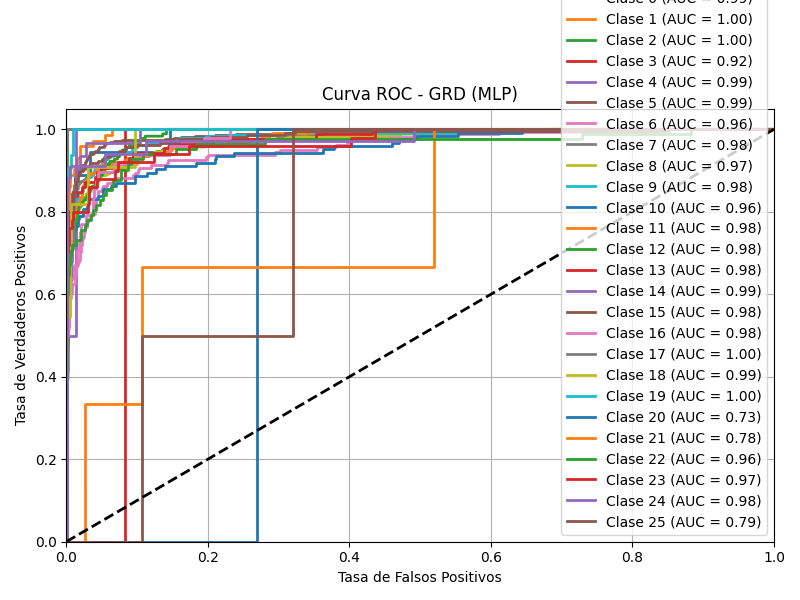 Clase 0 (AUC = 0.99)
Clase 1 (AUC = 1.00)
Clase 2 (AUC = 1.00)
Clase 3 (AUC = 0.92)
Clase 4 (AUC = 0.99)
Clase 5 (AUC = 0.99)
Clase 6 (AUC = 0.96)
Clase 7 (AUC = 0.98)
Clase 8 (AUC = 0.97)
Clase 9 (AUC = 0.98)
Clase 10 (AUC = 0.96)
Clase 11 (AUC = 0.98)
Clase 12 (AUC = 0.98)
Clase 13 (AUC = 0.98)
Clase 14 (AUC = 0.99)
Clase 15 (AUC = 0.98)
Clase 16 (AUC = 0.98)
Clase 17 (AUC = 1.00)
Clase 18 (AUC = 0.99)
Clase 19 (AUC = 1.00)
Clase 20 (AUC = 0.73)
Clase 21 (AUC = 0.78)
Clase 22 (AUC = 0.96)
Clase 23 (AUC = 0.97)
Clase 24 (AUC = 0.98)
Clase 25 (AUC = 0.79)
Curva ROC - GRD (MLP)
Tasa de Verdaderos Positivos
1.0
0.8
0.6
0.4
0.2
0.0
0.0 0.2 0.4 0.6 0.8 1.0
Tasa de Falsos Positivos